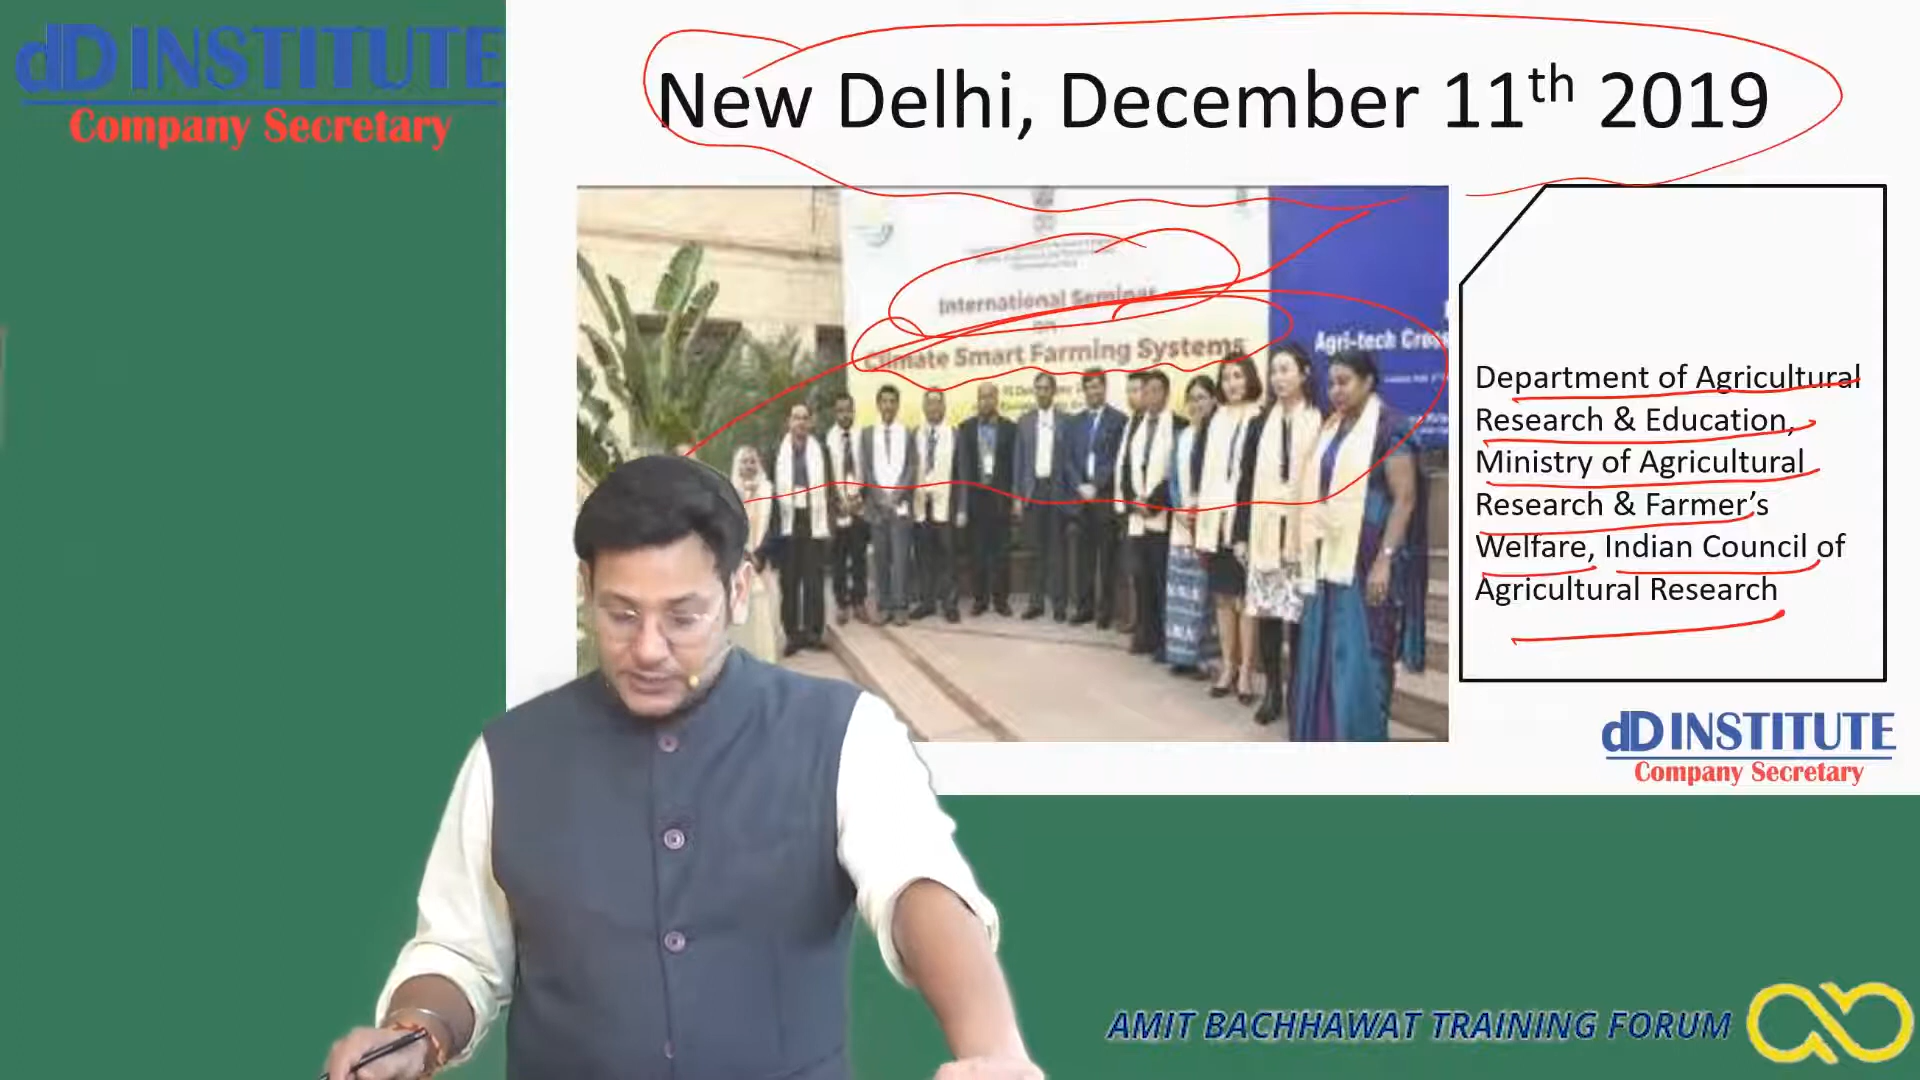 dD INSTITUTE
Company Secretary
New Delhi, December 11th 2019
International Seminar
on
Climate Smart Farming Systems
Agri-tech
Department of Agricultural
Research & Education,
Ministry of Agricultural
Research & Farmer's
Welfare, Indian Council of
Agricultural Research
dD INSTITUTE
Company Secretary
AMIT BACHHAWAT TRAINING FORUM